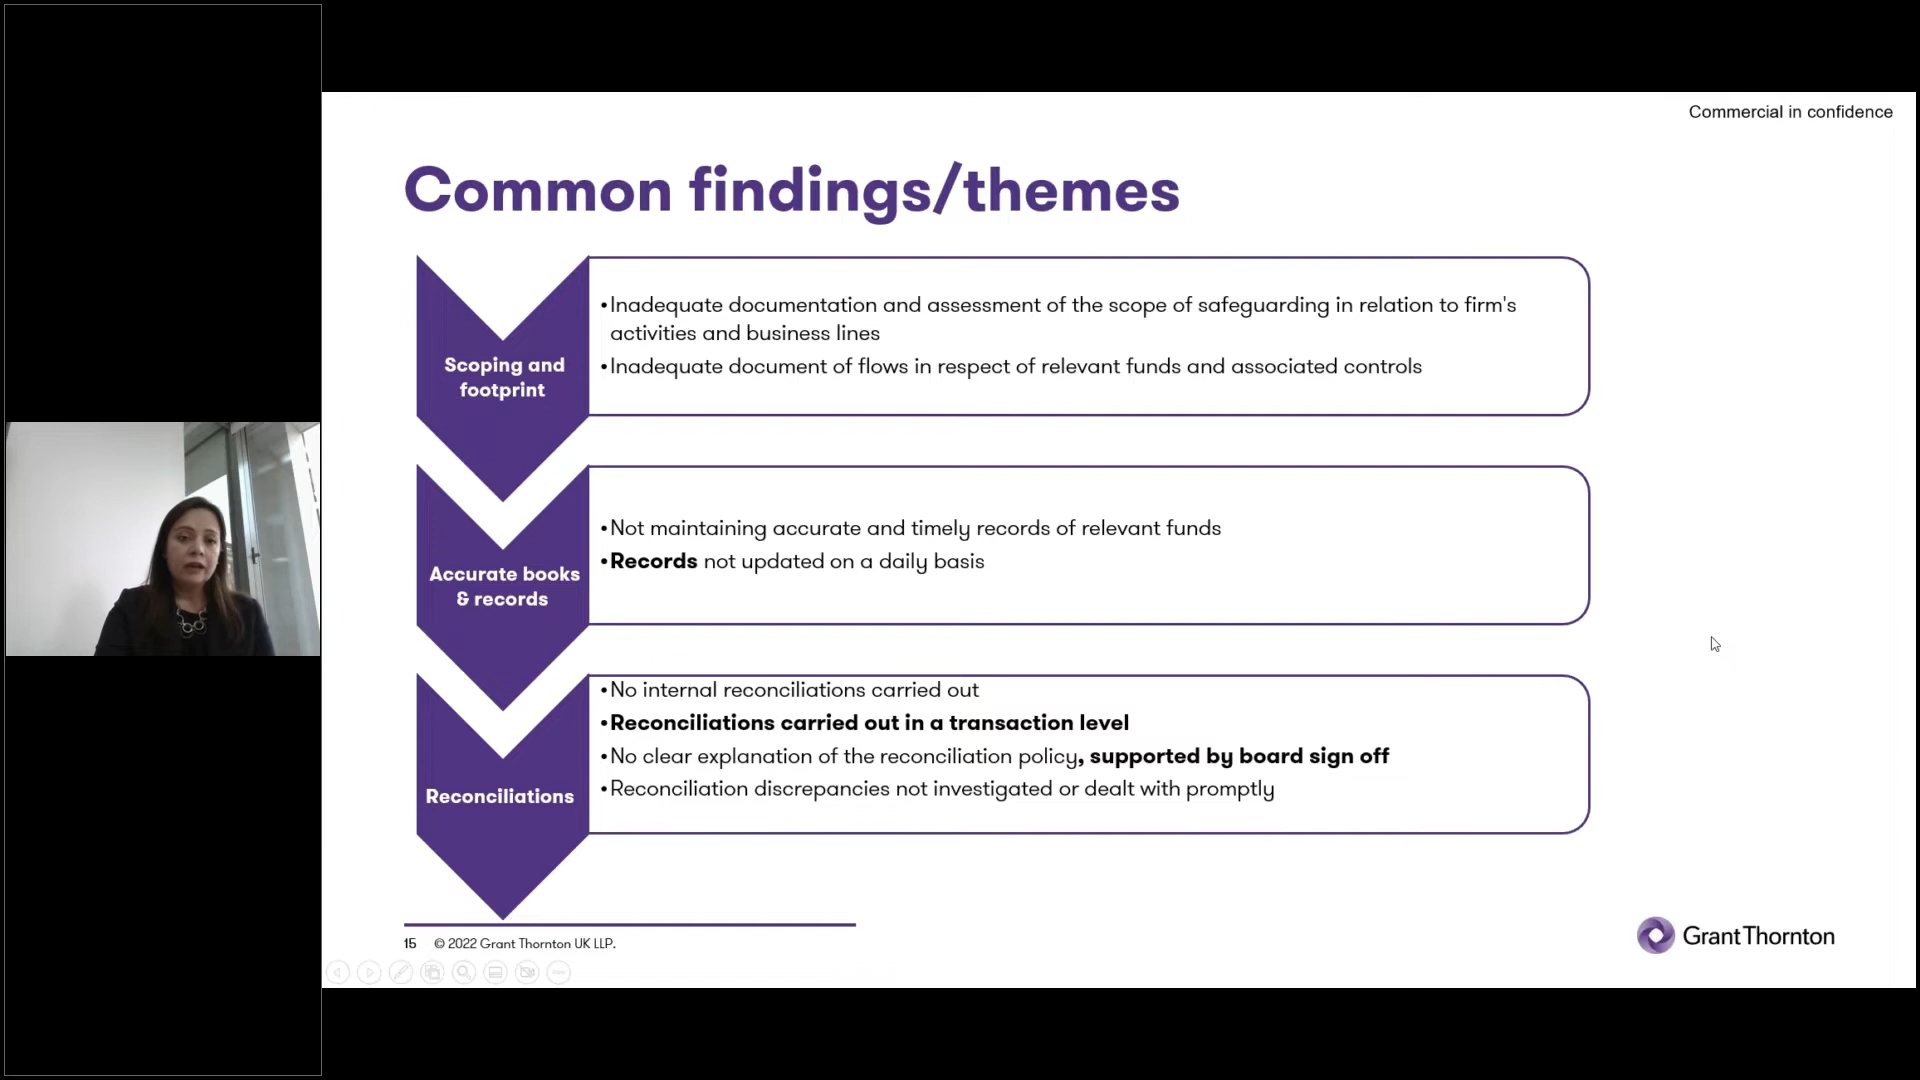 Commercial in confidence
Common findings/themes
Scoping and
footprint
•Inadequate documentation and assessment of the scope of safeguarding in relation to firm's
activities and business lines
•Inadequate document of flows in respect of relevant funds and associated controls
Accurate books
& records
•Not maintaining accurate and timely records of relevant funds
•Records not updated on a daily basis
Reconciliations
•No internal reconciliations carried out
•Reconciliations carried out in a transaction level
•No clear explanation of the reconciliation policy, supported by board sign off
•Reconciliation discrepancies not investigated or dealt with promptly
15 © 2022 Grant Thornton UK LLP.
Grant Thornton